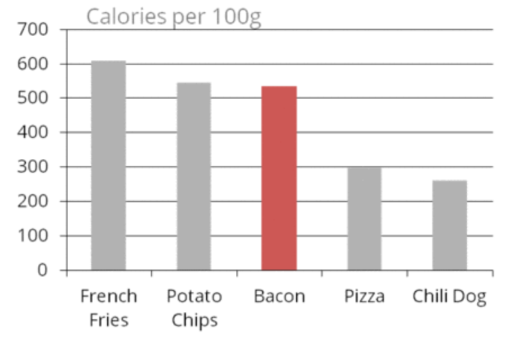 Calories per 100g
700
600
500
400
300
200
100
0
French Fries
Potato Chips
Bacon
Pizza
Chili Dog